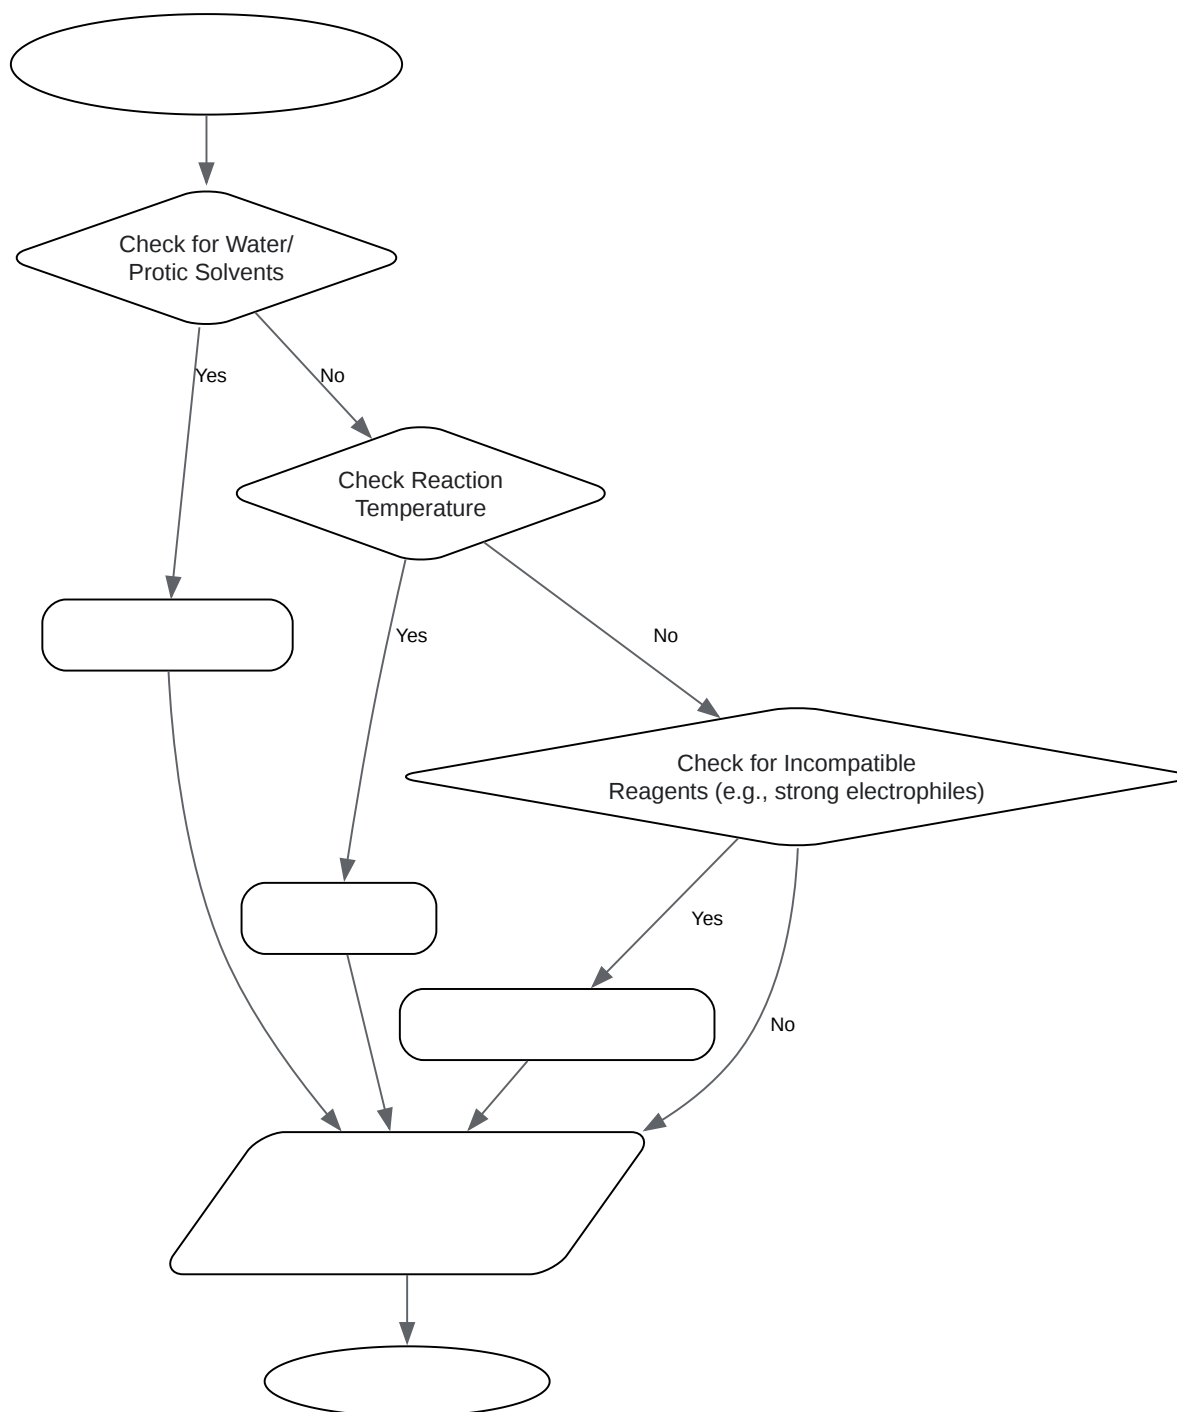 Check for Water/
Protic Solvents
Yes
No
Check Reaction
Temperature
Yes
No
Check for Incompatible
Reagents (e.g., strong electrophiles)
Yes
No